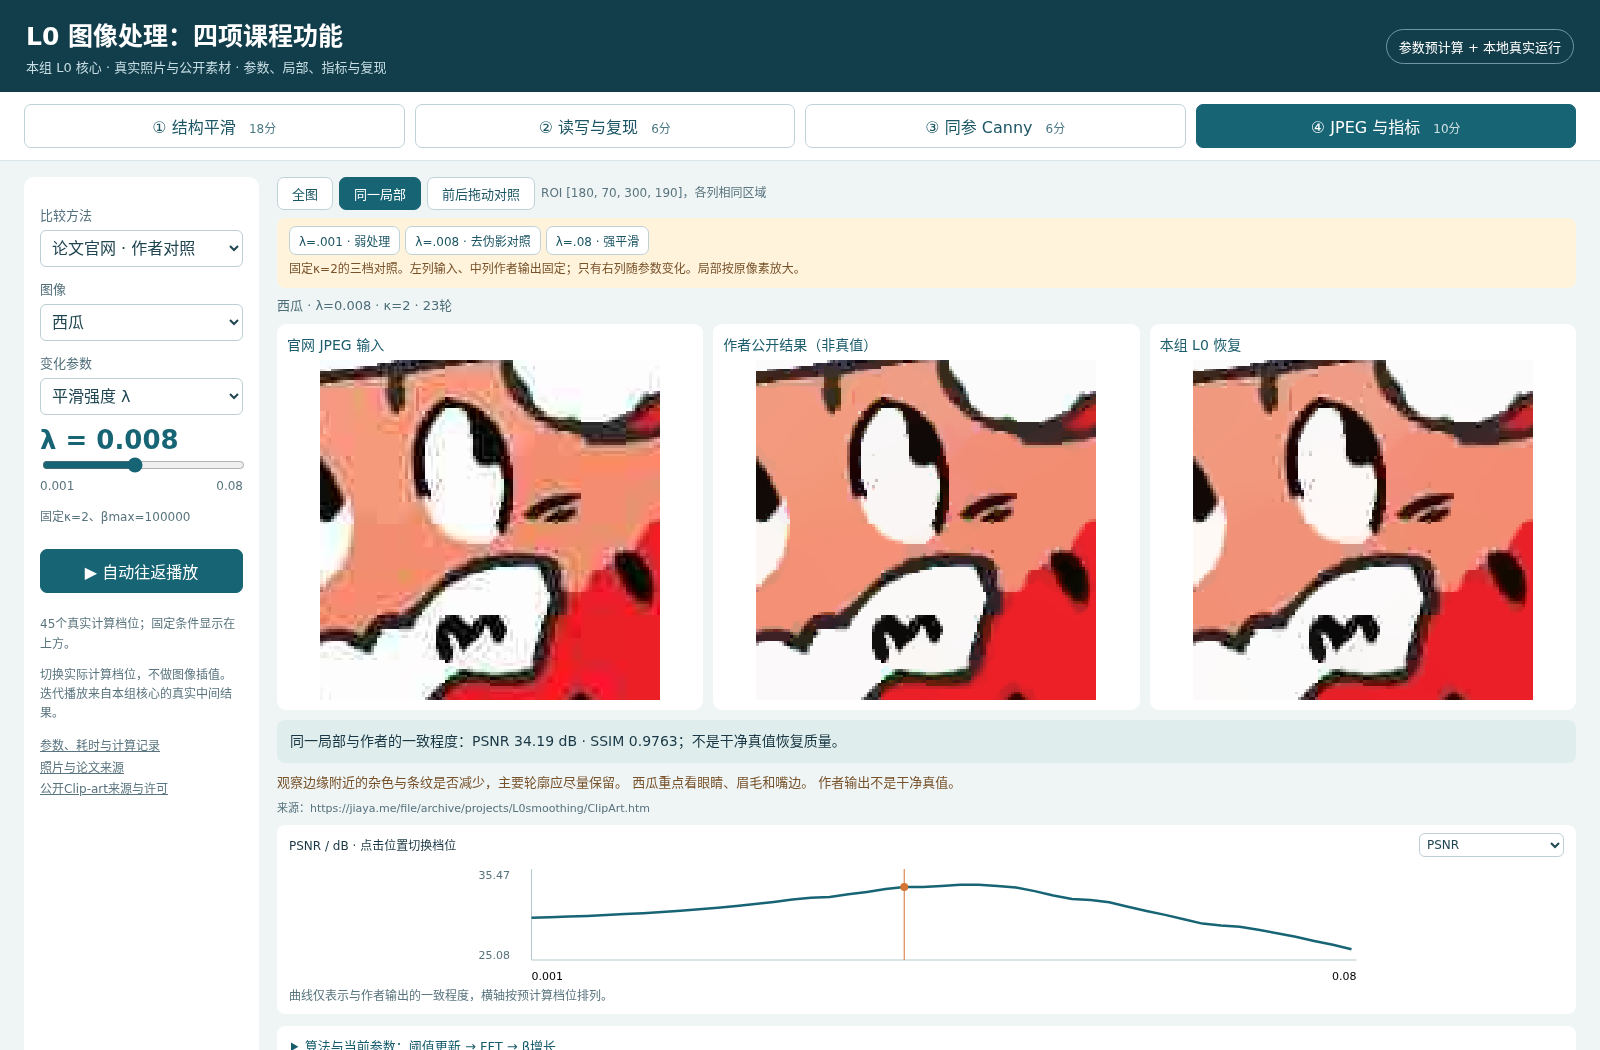 L0 图像处理：四项课程功能
本组 L0 核心 · 真实照片与公开素材 · 参数、局部、指标与复现
参数预计算 + 本地真实运行
① 结构平滑 18分
② 读写与复现 6分
③ 同参 Canny 6分
④ JPEG 与指标 10分
比较方法
论文官网 · 作者对照
图像
西瓜
变化参数
平滑强度 λ
λ = 0.008
0.001
0.08
固定κ=2、βmax=100000
▶ 自动往返播放
45个真实计算档位；固定条件显示在
上方。
切换实际计算档位，不做图像插值。
迭代播放来自本组核心的真实中间结
果。
参数、耗时与计算记录
照片与论文来源
公开Clip-art来源与许可
全图
同一局部
前后拖动对照
ROI [180, 70, 300, 190]，各列相同区域
λ=.001 · 弱处理
λ=.008 · 去伪影对照
λ=.08 · 强平滑
固定κ=2的三档对照。左列输入、中列作者输出固定；只有右列随参数变化。局部按原像素放大。
西瓜 · λ=0.008 · κ=2 · 23轮
官网 JPEG 输入
作者公开结果（非真值）
本组 L0 恢复
同一局部与作者的一致程度：PSNR 34.19 dB · SSIM 0.9763；不是干净真值恢复质量。
观察边缘附近的杂色与条纹是否减少，主要轮廓应尽量保留。 西瓜重点看眼睛、眉毛和嘴边。 作者输出不是干净真值。
来源：https://jiaya.me/file/archive/projects/L0smoothing/ClipArt.htm
PSNR / dB · 点击位置切换档位
PSNR
35.47
25.08
0.001
0.08
曲线仅表示与作者输出的一致程度，横轴按预计算档位排列。
▶ 算法与当前参数：阈值更新 → FFT → β增长